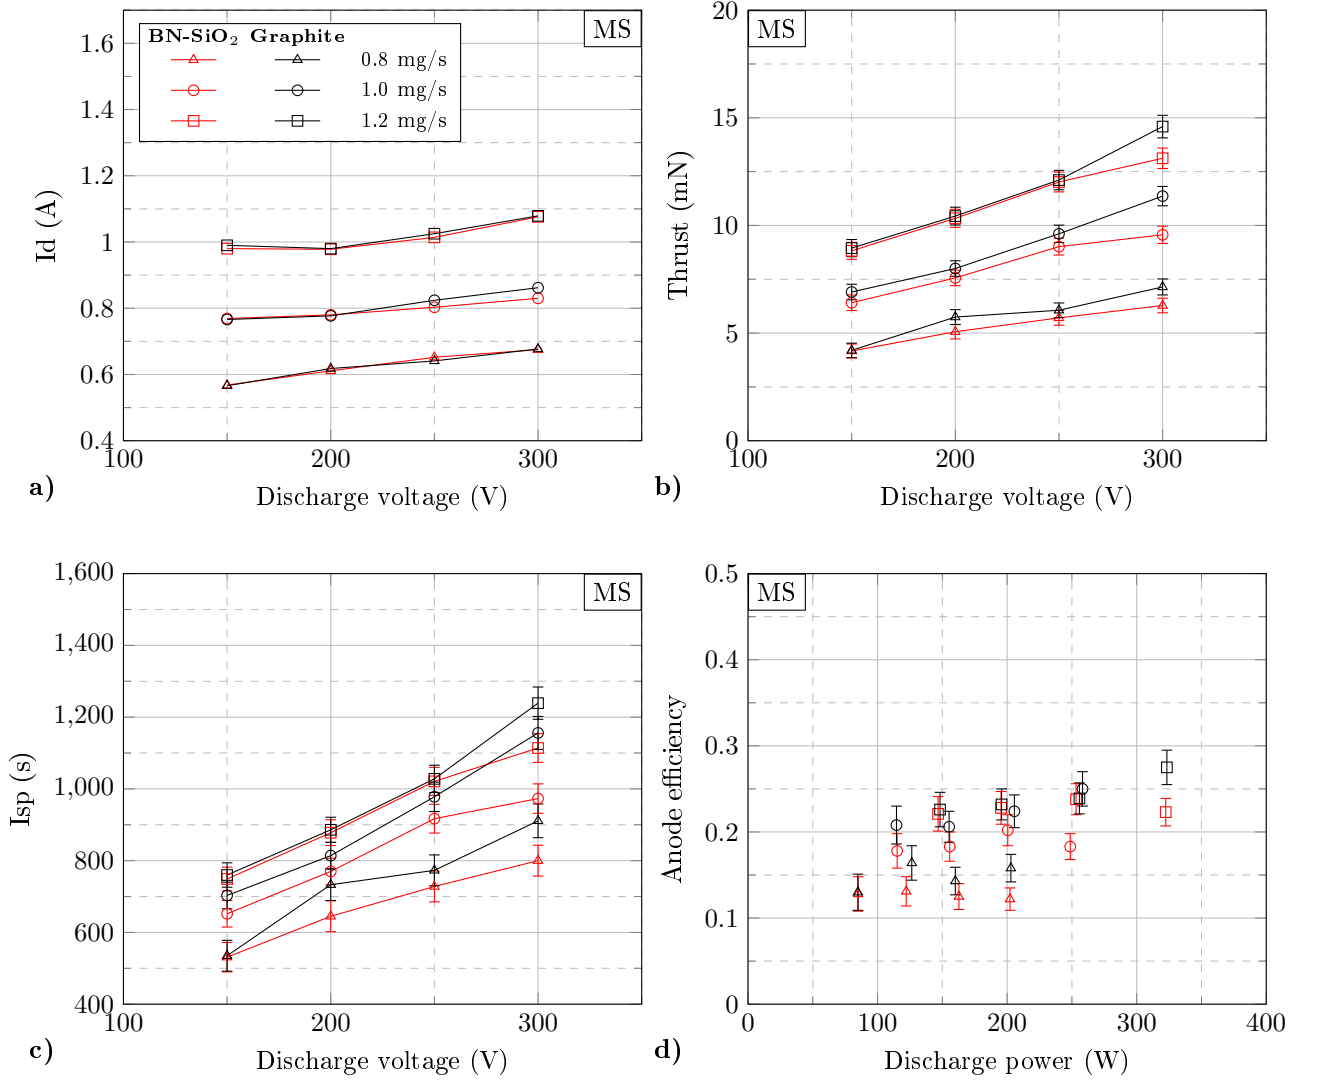 MS
BN-SiO₂ Graphite
0.8 mg/s
1.0 mg/s
1.2 mg/s
1.6
1.4
1.2
1
0.8
0.6
0.4
100
200
300
Id (A)
Discharge voltage (V)
a)
MS
20
15
10
5
0
100
200
300
Thrust (mN)
Discharge voltage (V)
b)
MS
1,600
1,400
1,200
1,000
800
600
400
100
200
300
Isp (s)
Discharge voltage (V)
c)
MS
0.5
0.4
0.3
0.2
0.1
0
0
100
200
300
400
Anode efficiency
Discharge power (W)
d)